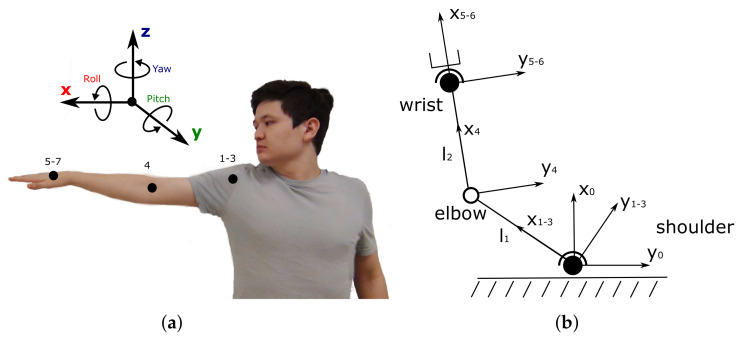 z
Roll
Yaw
x
Pitch
y
5-7
4
1-3
(a)
x5-6
y5-6
wrist
x4
l2
y4
elbow
x0
x1-3
y1-3
l1
shoulder
y0
(b)